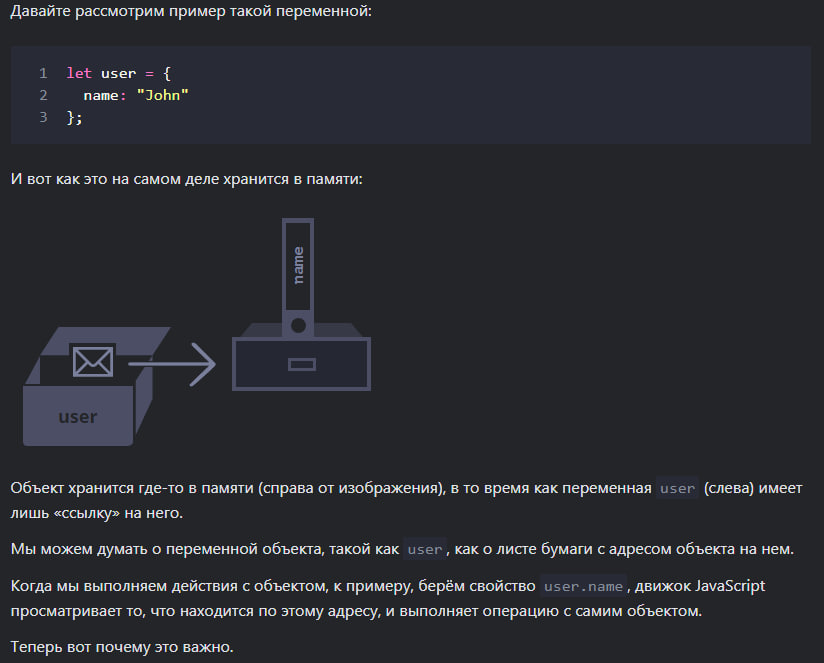 Давайте рассмотрим пример такой переменной:
1 let user = {
2 name: "John"
3 };
И вот как это на самом деле хранится в памяти:
name
user
Объект хранится где-то в памяти (справа от изображения), в то время как переменная user (слева) имеет
лишь «ссылку» на него.
Мы можем думать о переменной объекта, такой как user, как о листе бумаги с адресом объекта на нем.
Когда мы выполняем действия с объектом, к примеру, берём свойство user.name, движок JavaScript
просматривает то, что находится по этому адресу, и выполняет операцию с самим объектом.
Теперь вот почему это важно.